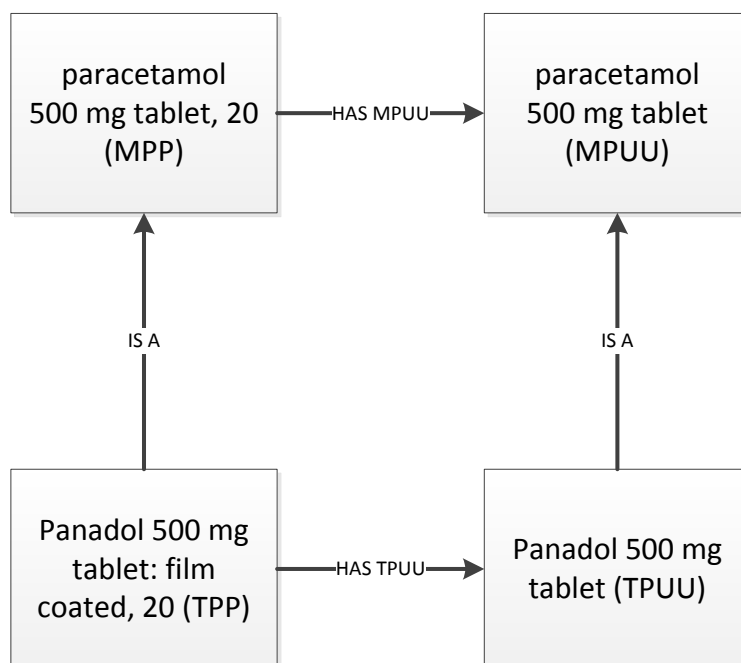 paracetamol
500 mg tablet, 20
(MPP)
HAS MPUU
paracetamol
500 mg tablet
(MPUU)
IS A
IS A
Panadol 500 mg
tablet: film
coated, 20 (TPP)
HAS TPUU
Panadol 500 mg
tablet (TPUU)